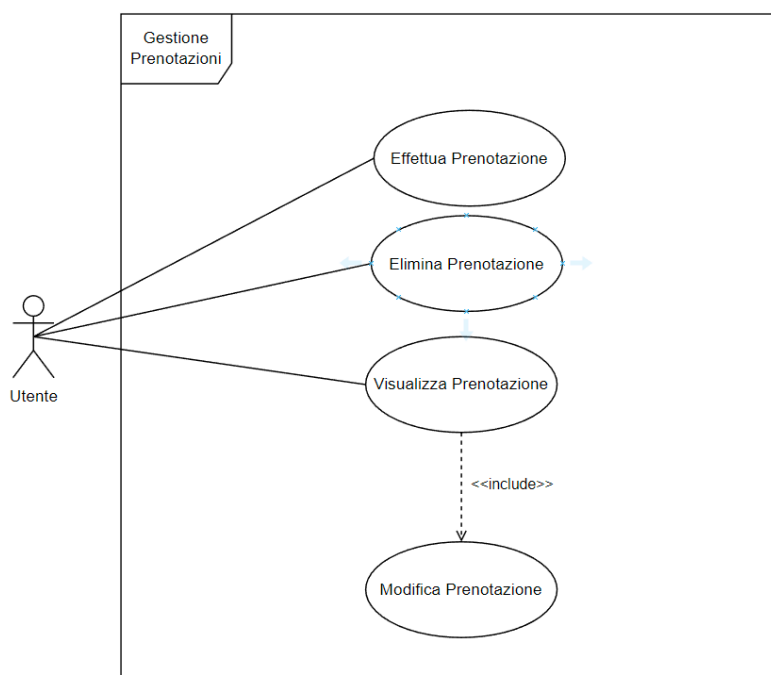 Gestione
Prenotazioni
Effettua Prenotazione
Elimina Prenotazione
Visualizza Prenotazione
Utente
<<include>>
Modifica Prenotazione